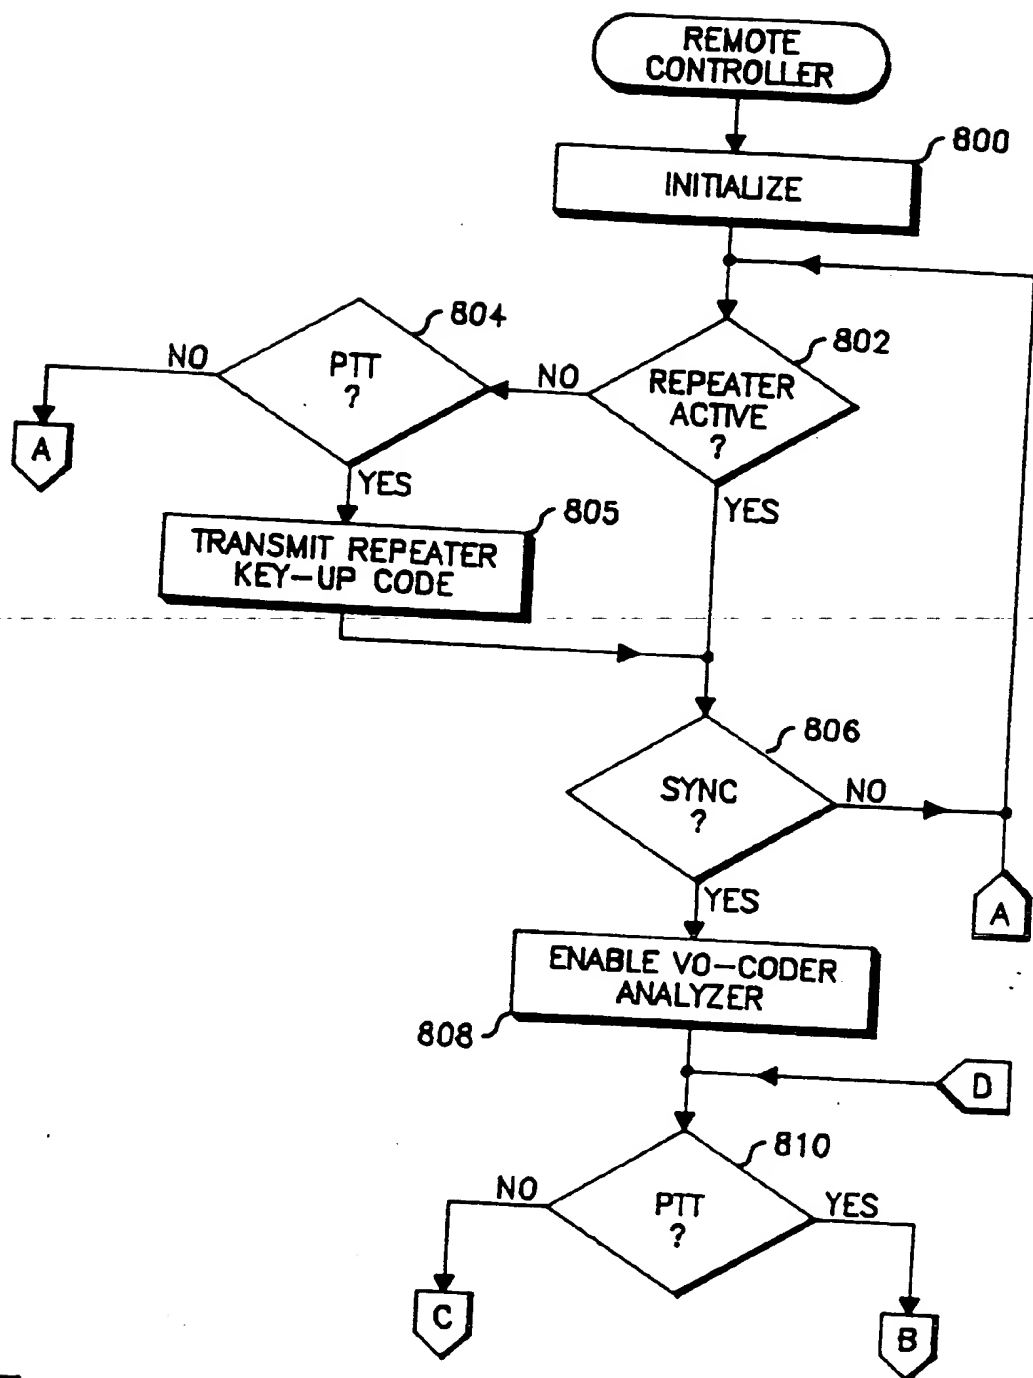 REMOTE
CONTROLLER
800
INITIALIZE
804
802
NO
PTT
?
NO
REPEATER
ACTIVE
?
A
YES
YES
805
TRANSMIT REPEATER
KEY-UP CODE
806
SYNC
?
NO
YES
A
ENABLE VO-CODER
ANALYZER
808
D
810
NO
PTT
?
YES
C
B